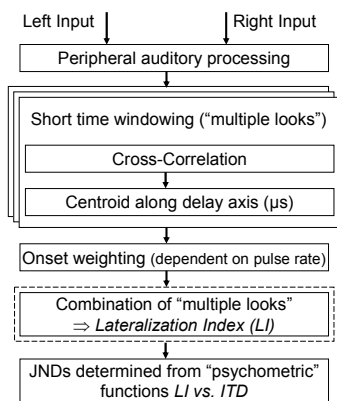 Left Input Right Input
Peripheral auditory processing
Short time windowing (“multiple looks”)
Cross-Correlation
Centroid along delay axis (µs)
Onset weighting (dependent on pulse rate)
Combination of “multiple looks”
⇒ Lateralization Index (LI)
JNDs determined from “psychometric”
functions LI vs. ITD